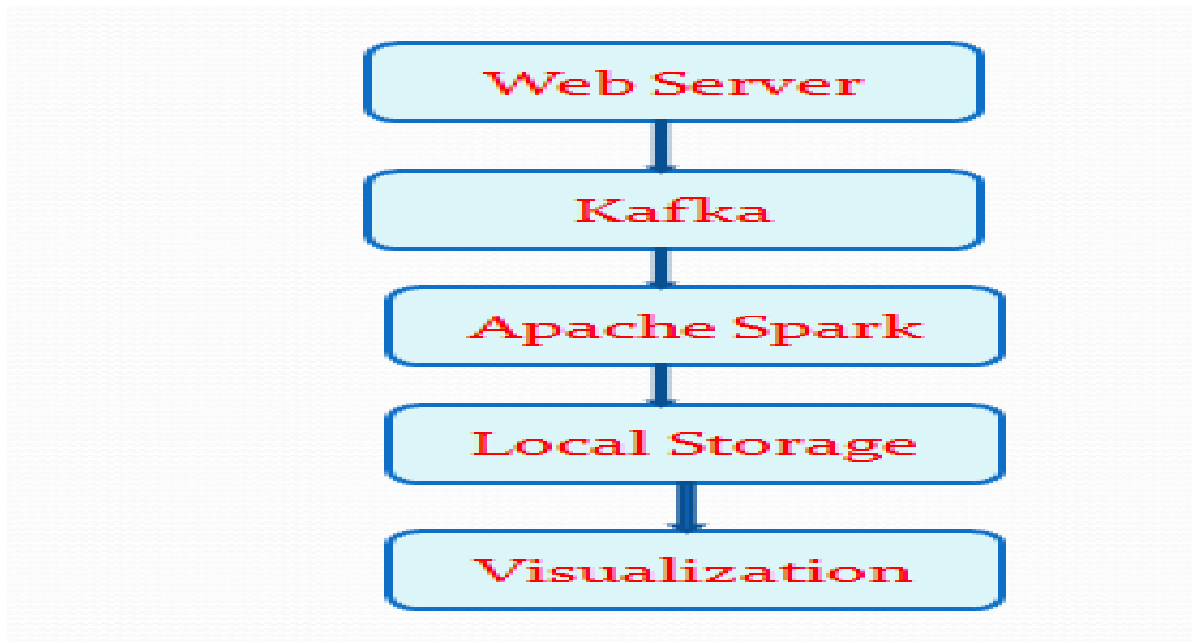 Web Server
Kafka
Apache Spark
Local Storage
Visualization